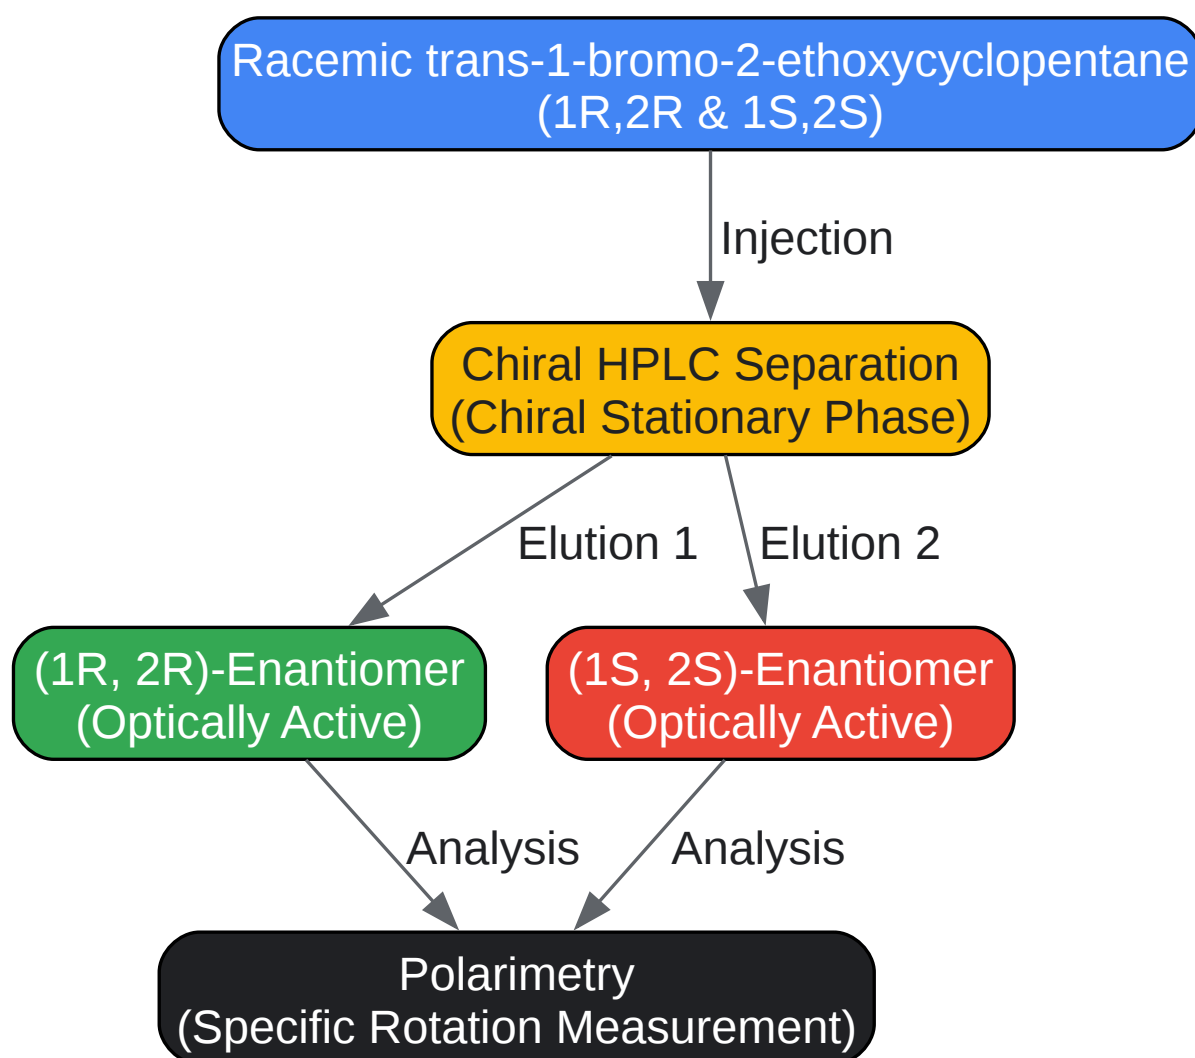 Racemic trans-1-bromo-2-ethoxycyclopentane
(1R,2R & 1S,2S)
Injection
Chiral HPLC Separation
(Chiral Stationary Phase)
Elution 1
Elution 2
(1R, 2R)-Enantiomer
(Optically Active)
(1S, 2S)-Enantiomer
(Optically Active)
Analysis
Analysis
Polarimetry
(Specific Rotation Measurement)